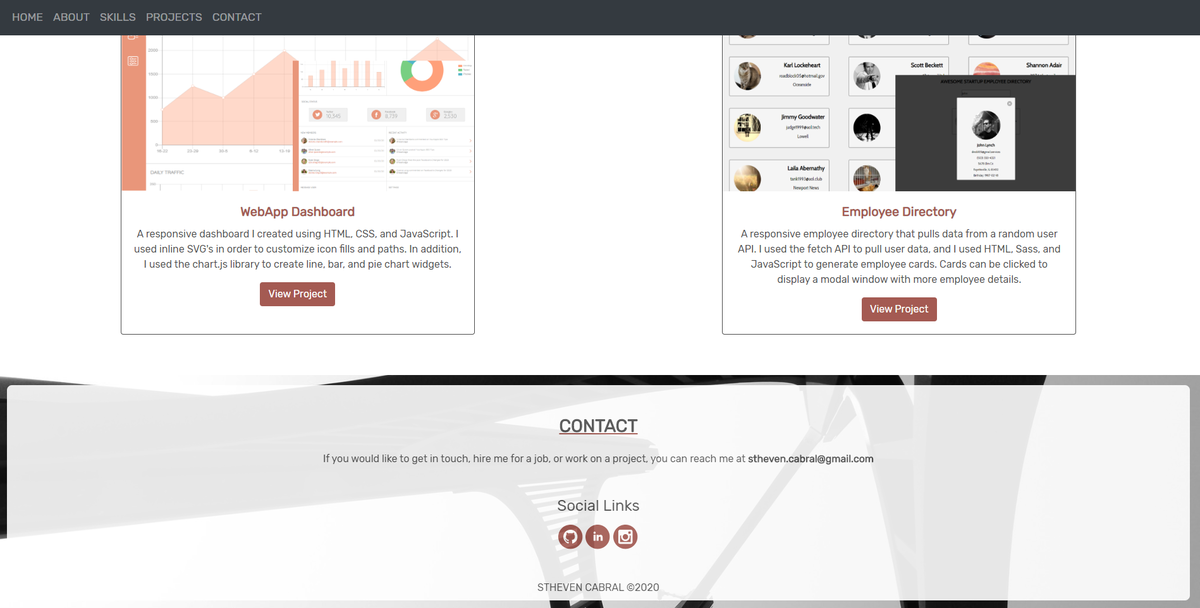 HOME ABOUT SKILLS PROJECTS CONTACT
DAILY TRAFFIC
WebApp Dashboard
A responsive dashboard I created using HTML, CSS, and JavaScript. I
used inline SVG's in order to customize icon fills and paths. In addition,
I used the chart.js library to create line, bar, and pie chart widgets.
View Project
Karl Lockeheart
Oceanside
Scott Beckett
Shannon Adair
Jimmy Goodwater
Lowell
Laila Abernathy
Newport News
AWESOME STARTUP EMPLOYEE DIRECTORY
John Lynch
Employee Directory
A responsive employee directory that pulls data from a random user
API. I used the fetch API to pull user data, and I used HTML, Sass, and
JavaScript to generate employee cards. Cards can be clicked to
display a modal window with more employee details.
View Project
CONTACT
If you would like to get in touch, hire me for a job, or work on a project, you can reach me at stheven.cabral@gmail.com
Social Links
in
STHEVEN CABRAL ©2020